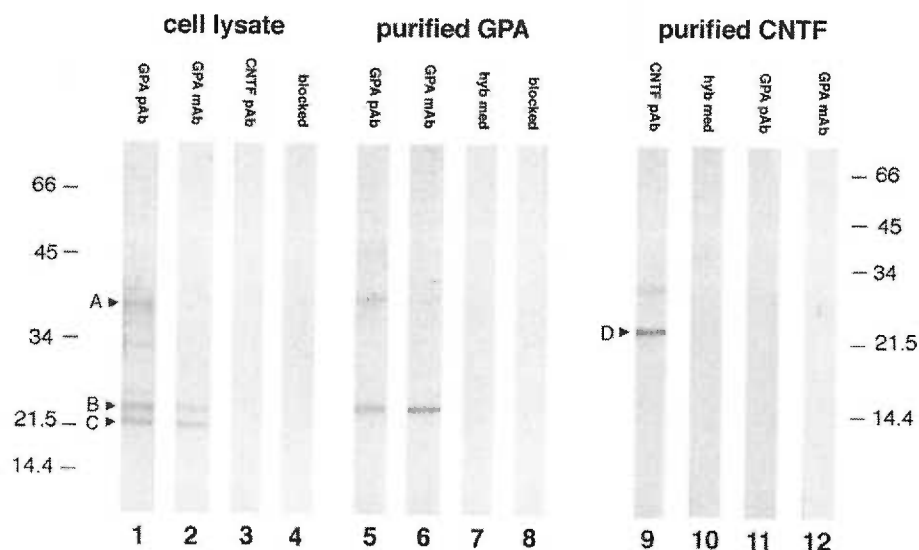 cell lysate
purified GPA
purified CNTF
GPA pAb
GPA mAb
CNTF pAb
blocked
GPA pAb
GPA mAb
hyb med
blocked
CNTF pAb
hyb med
GPA pAb
GPA mAb
66
45
A
34
B
21.5
C
14.4
D
66
45
34
21.5
14.4
1 2 3 4 5 6 7 8 9 10 11 12